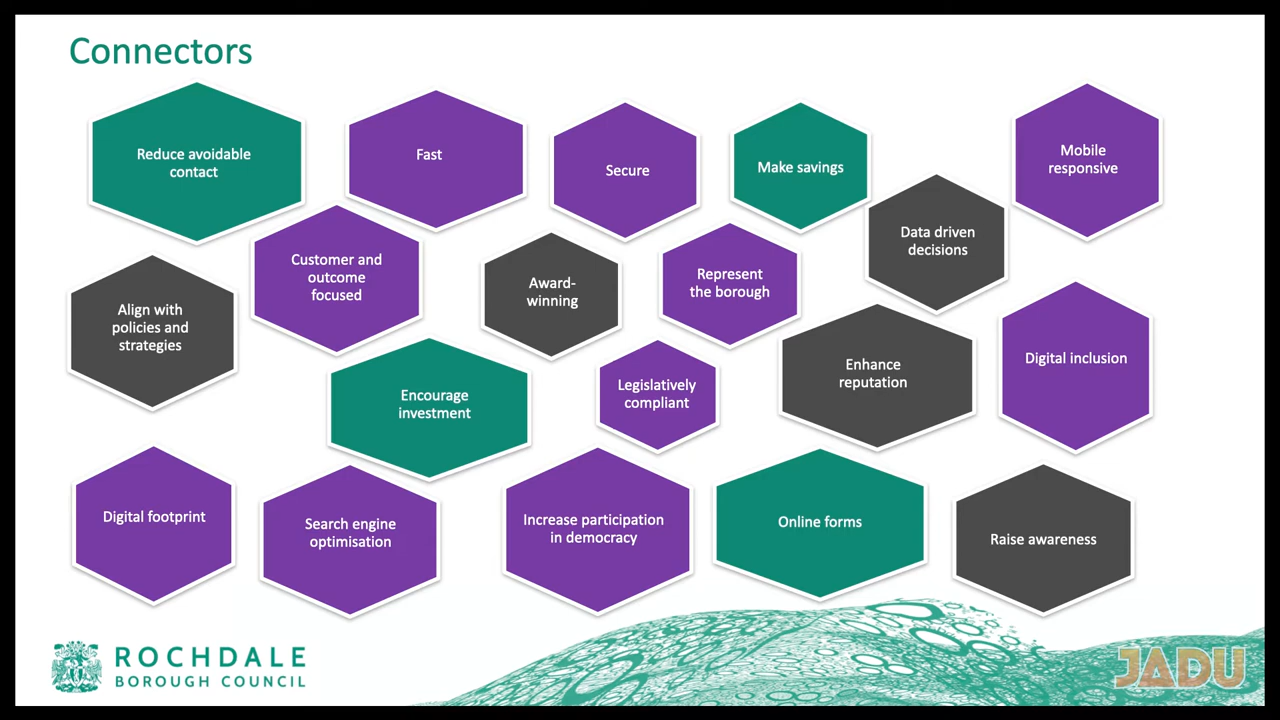 Connectors
Reduce avoidable
contact
Fast
Secure
Make savings
Mobile
responsive
Data driven
decisions
Customer and
outcome
focused
Award-
winning
Represent
the borough
Align with
policies and
strategies
Encourage
investment
Legislatively
compliant
Enhance
reputation
Digital inclusion
Digital footprint
Search engine
optimisation
Increase participation
in democracy
Online forms
Raise awareness
ROCHDALE
BOROUGH COUNCIL
JADU